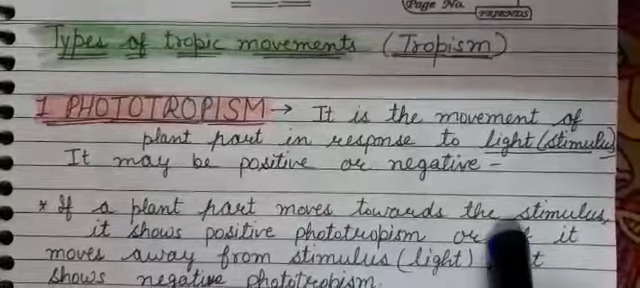 Page No.
FRIENDS
Types of tropic movements (Tropism)
1 PHOTOTROPISM → It is the movement of
plant part in response to light (stimulus)
It may be positive or negative -
* If a plant part moves towards the stimulus,
it shows positive phototropism or it
moves away from stimulus (light)
shows negative phototropism.